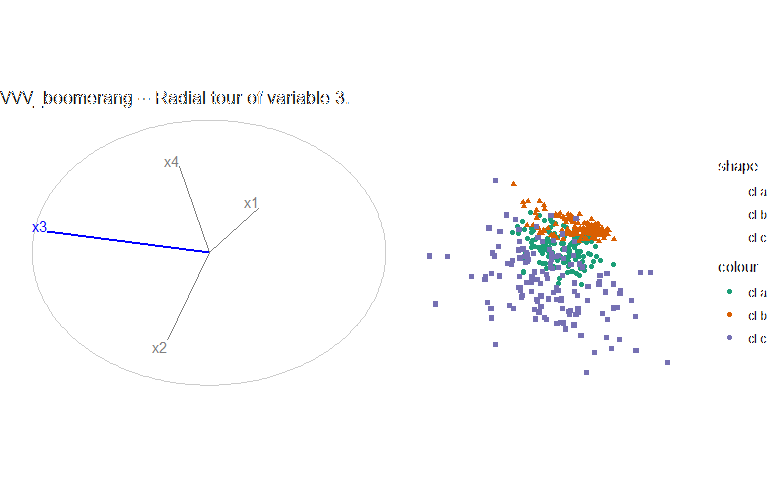 VVV_boomerang ··· Radial tour of variable 3.
x4
x1
x3
x2
shape
cl a
cl b
cl c
colour
cl a
cl b
cl c